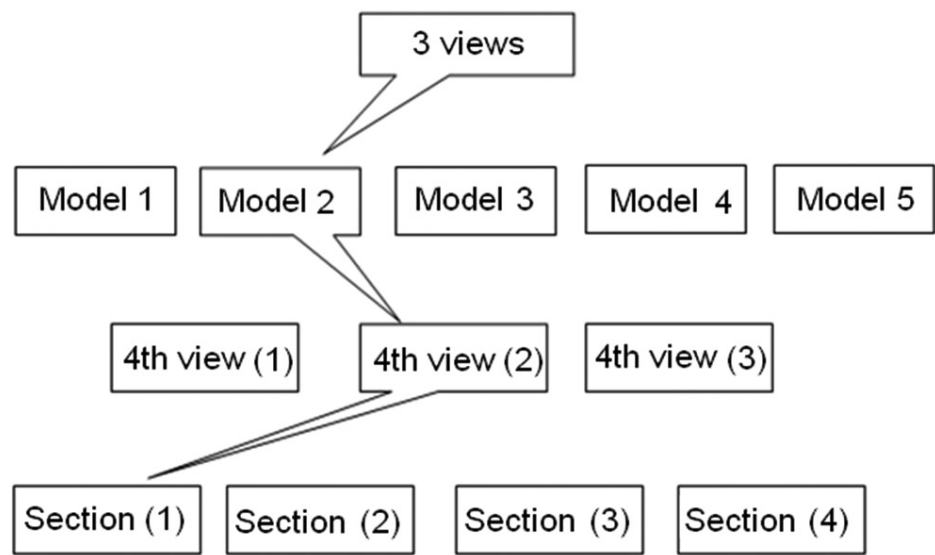 3 views
Model 1 Model 2 Model 3 Model 4 Model 5
4th view (1) 4th view (2) 4th view (3)
Section (1) Section (2) Section (3) Section (4)